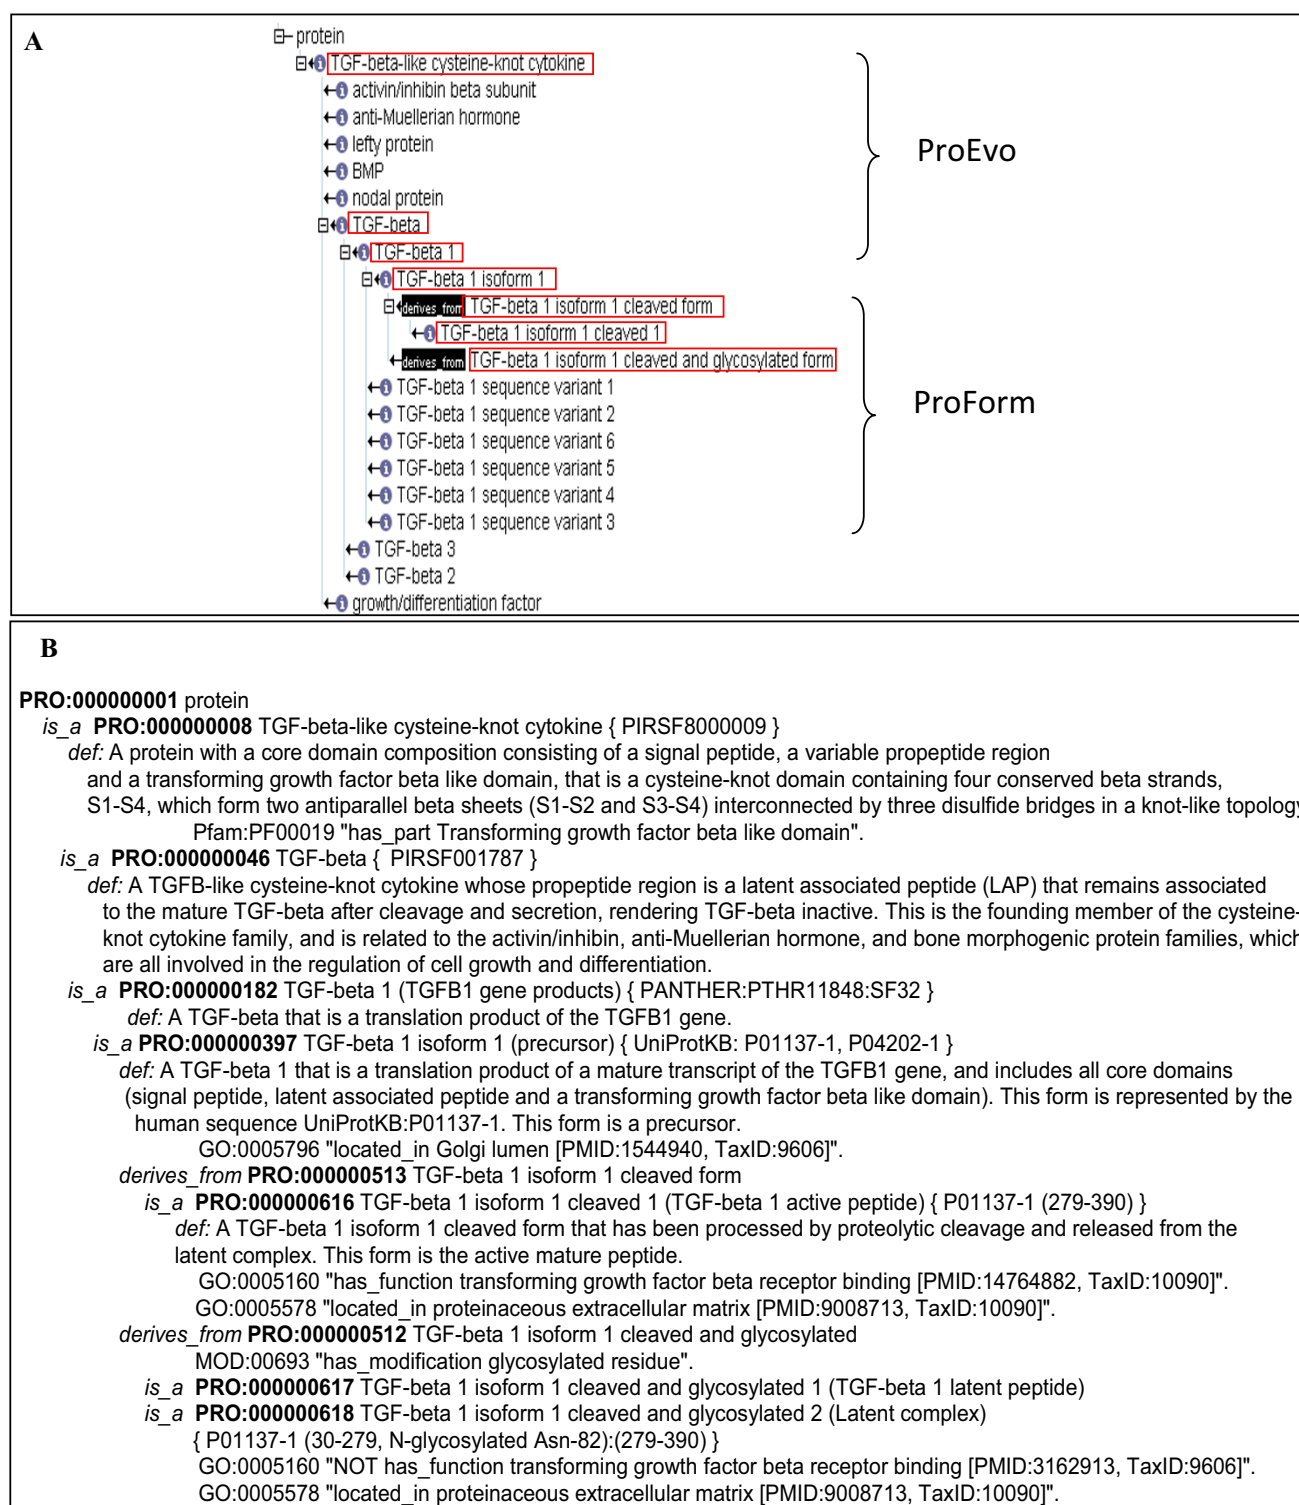 A
protein
TGF-beta-like cysteine-knot cytokine
activin/inhibin beta subunit
anti-Muellerian hormone
lefty protein
BMP
nodal protein
TGF-beta
TGF-beta 1
TGF-beta 1 isoform 1
derives_from TGF-beta 1 isoform 1 cleaved form
TGF-beta 1 isoform 1 cleaved 1
derives_from TGF-beta 1 isoform 1 cleaved and glycosylated form
TGF-beta 1 sequence variant 1
TGF-beta 1 sequence variant 2
TGF-beta 1 sequence variant 6
TGF-beta 1 sequence variant 5
TGF-beta 1 sequence variant 4
TGF-beta 1 sequence variant 3
TGF-beta 3
TGF-beta 2
growth/differentiation factor
ProEvo
ProForm
B
PRO:000000001 protein
is_a PRO:000000008 TGF-beta-like cysteine-knot cytokine { PIRSF8000009 }
def: A protein with a core domain composition consisting of a signal peptide, a variable propeptide region
and a transforming growth factor beta like domain, that is a cysteine-knot domain containing four conserved beta strands,
S1-S4, which form two antiparallel beta sheets (S1-S2 and S3-S4) interconnected by three disulfide bridges in a knot-like topology
Pfam:PF00019 "has_part Transforming growth factor beta like domain".
is_a PRO:000000046 TGF-beta { PIRSF001787 }
def: A TGFB-like cysteine-knot cytokine whose propeptide region is a latent associated peptide (LAP) that remains associated
to the mature TGF-beta after cleavage and secretion, rendering TGF-beta inactive. This is the founding member of the cysteine-
knot cytokine family, and is related to the activin/inhibin, anti-Muellerian hormone, and bone morphogenic protein families, which
are all involved in the regulation of cell growth and differentiation.
is_a PRO:000000182 TGF-beta 1 (TGFB1 gene products) { PANTHER:PTHR11848:SF32 }
def: A TGF-beta that is a translation product of the TGFB1 gene.
is_a PRO:000000397 TGF-beta 1 isoform 1 (precursor) { UniProtKB: P01137-1, P04202-1 }
def: A TGF-beta 1 that is a translation product of a mature transcript of the TGFB1 gene, and includes all core domains
(signal peptide, latent associated peptide and a transforming growth factor beta like domain). This form is represented by the
human sequence UniProtKB:P01137-1. This form is a precursor.
GO:0005796 "located_in Golgi lumen [PMID:1544940, TaxID:9606]".
derives_from PRO:000000513 TGF-beta 1 isoform 1 cleaved form
is_a PRO:000000616 TGF-beta 1 isoform 1 cleaved 1 (TGF-beta 1 active peptide) { P01137-1 (279-390) }
def: A TGF-beta 1 isoform 1 cleaved form that has been processed by proteolytic cleavage and released from the
latent complex. This form is the active mature peptide.
GO:0005160 "has_function transforming growth factor beta receptor binding [PMID:14764882, TaxID:10090]".
GO:0005578 "located_in proteinaceous extracellular matrix [PMID:9008713, TaxID:10090]".
derives_from PRO:000000512 TGF-beta 1 isoform 1 cleaved and glycosylated
MOD:00693 "has_modification glycosylated residue".
is_a PRO:000000617 TGF-beta 1 isoform 1 cleaved and glycosylated 1 (TGF-beta 1 latent peptide)
is_a PRO:000000618 TGF-beta 1 isoform 1 cleaved and glycosylated 2 (Latent complex)
{ P01137-1 (30-279, N-glycosylated Asn-82):(279-390) }
GO:0005160 "NOT has_function transforming growth factor beta receptor binding [PMID:3162913, TaxID:9606]".
GO:0005578 "located_in proteinaceous extracellular matrix [PMID:9008713, TaxID:10090]".